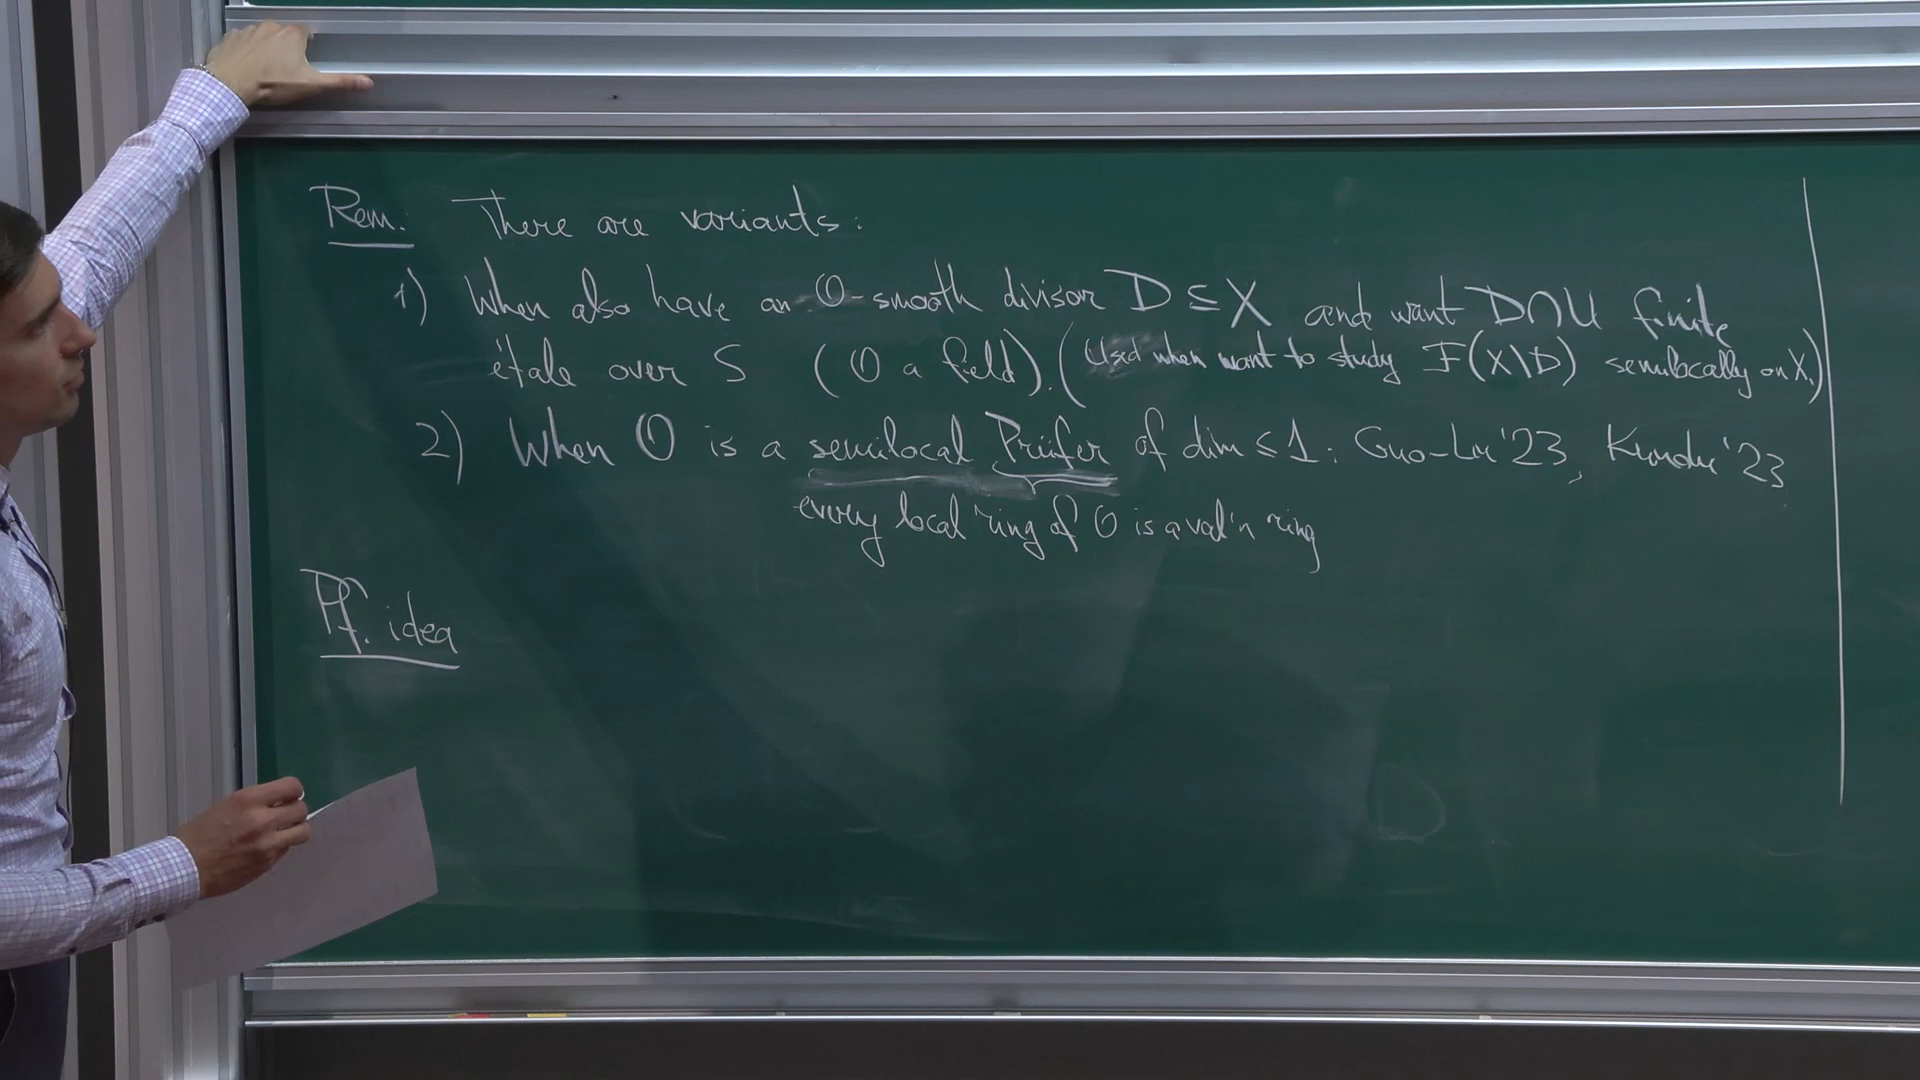 Rem. There are variants:
1) When also have an O-smooth divisor D ⊆ X and want D∩U finite
étale over S (O a field). (Used when want to study F(X\D) semilocally on X.)
2) When O is a semilocal Prüfer of dim ≤ 1: Guo-Liu '23, Kundu '23
every local ring of O is a val'n ring
Pf. idea